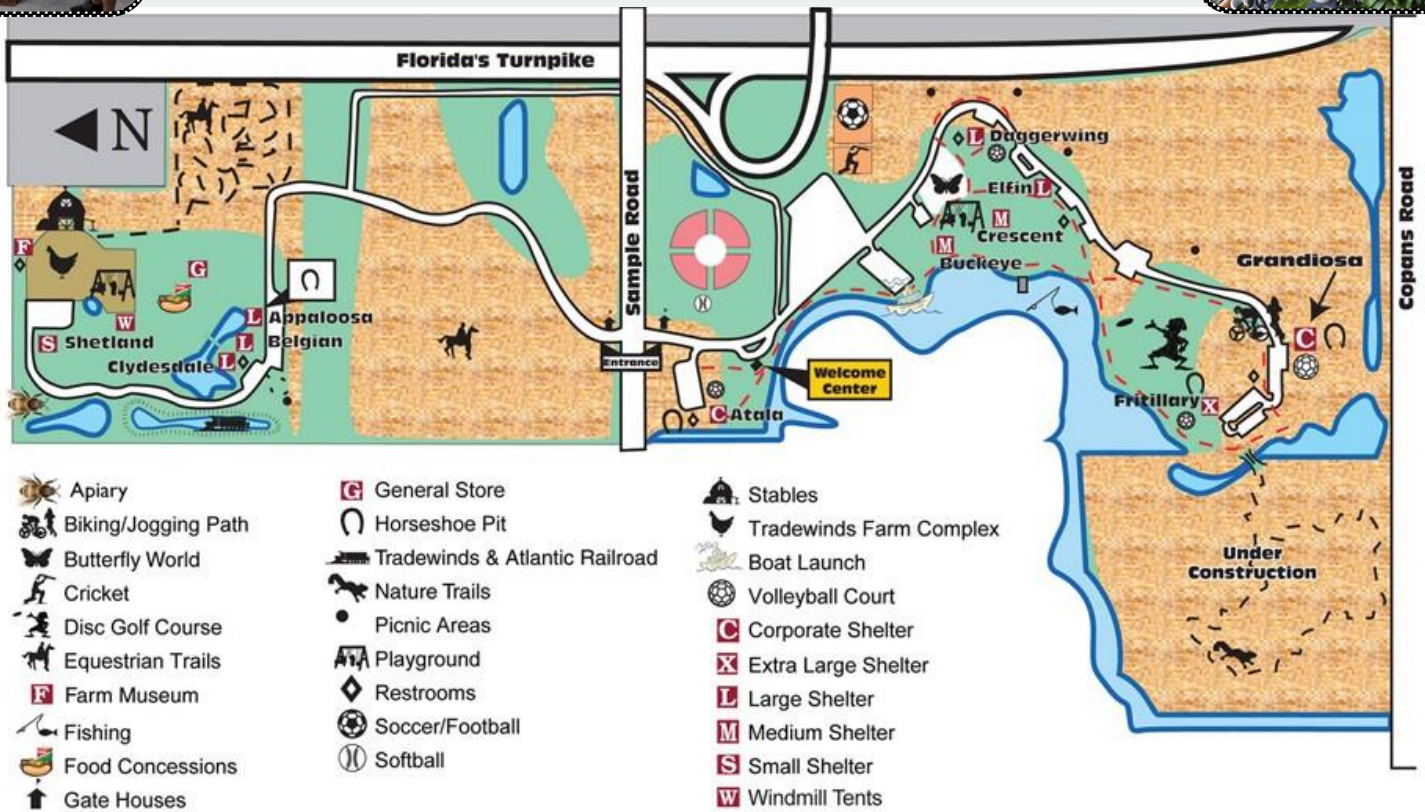 Florida's Turnpike
N
Sample Road
Copans Road
L Daggerwing
Elfin L
M
Crescent
M
Buckeye
Grandiosa
C
F
G
L Appaloosa
L Belgian
W
S Shetland
Clydesdale L
Entrance
Welcome
Center
C Atala
Fritillary X
Under
Construction
Apiary
Biking/Jogging Path
Butterfly World
Cricket
Disc Golf Course
Equestrian Trails
F Farm Museum
Fishing
Food Concessions
Gate Houses
G General Store
Horseshoe Pit
Tradewinds & Atlantic Railroad
Nature Trails
Picnic Areas
Playground
Restrooms
Soccer/Football
Softball
Stables
Tradewinds Farm Complex
Boat Launch
Volleyball Court
C Corporate Shelter
X Extra Large Shelter
L Large Shelter
M Medium Shelter
S Small Shelter
W Windmill Tents